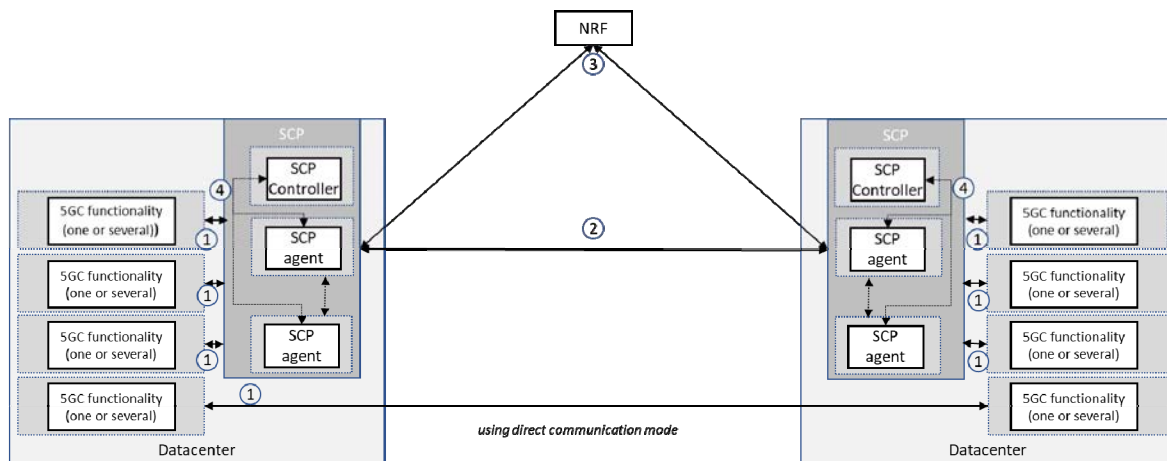 NRF
3
SCP
SCP
Controller
4
5GC functionality
(one or several))
1
SCP
agent
5GC functionality
(one or several)
1
5GC functionality
(one or several)
1
SCP
agent
1
5GC functionality
(one or several)
Datacenter
2
using direct communication mode
SCP
SCP
Controller
4
5GC functionality
(one or several)
1
SCP
agent
5GC functionality
(one or several)
1
5GC functionality
(one or several)
1
SCP
agent
5GC functionality
(one or several)
Datacenter